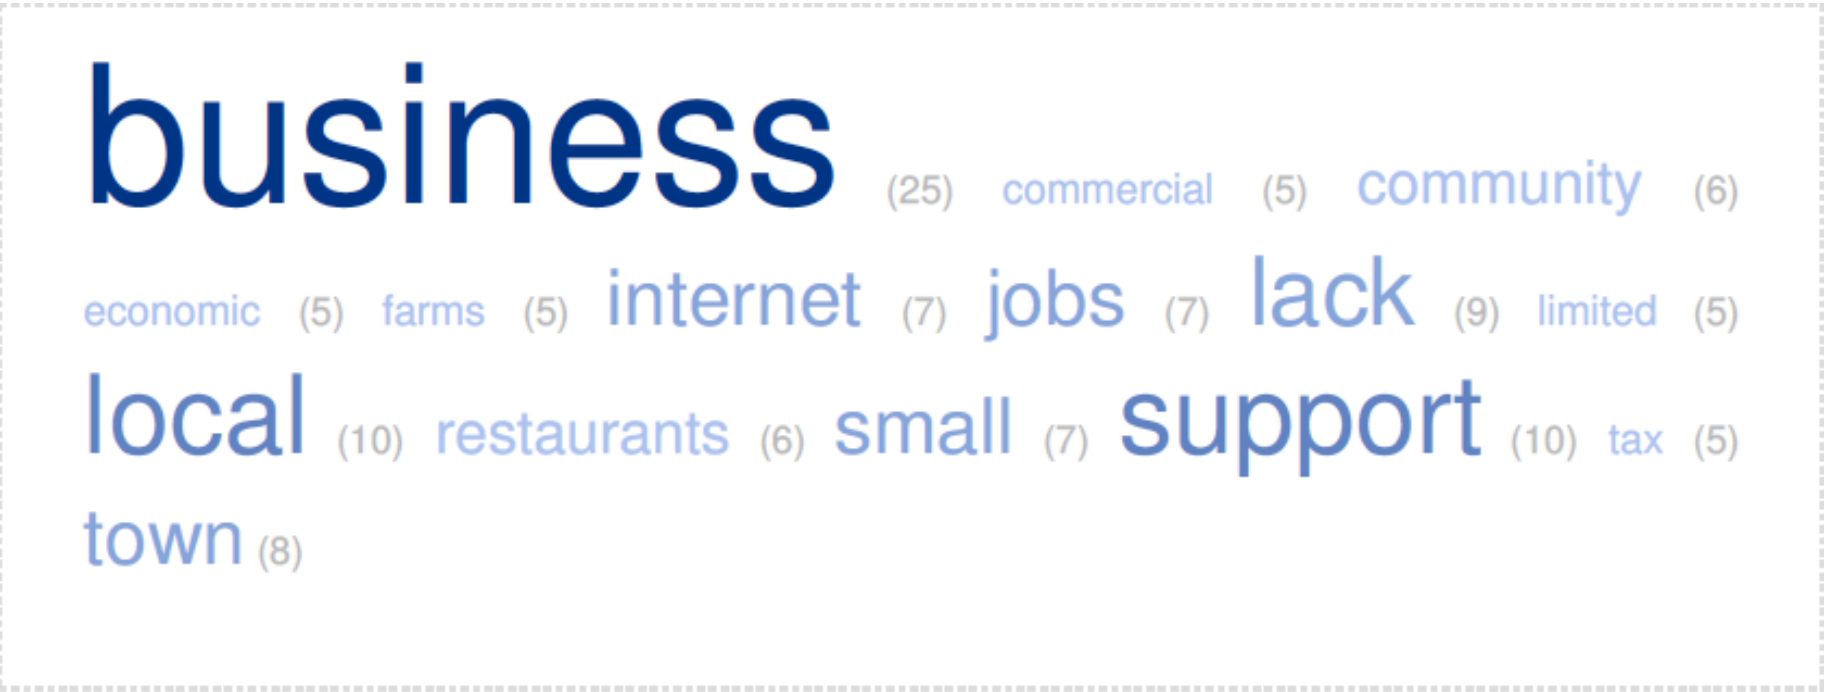 business (25) commercial (5) community (6)
economic (5) farms (5) internet (7) jobs (7) lack (9) limited (5)
local (10) restaurants (6) small (7) support (10) tax (5)
town (8)